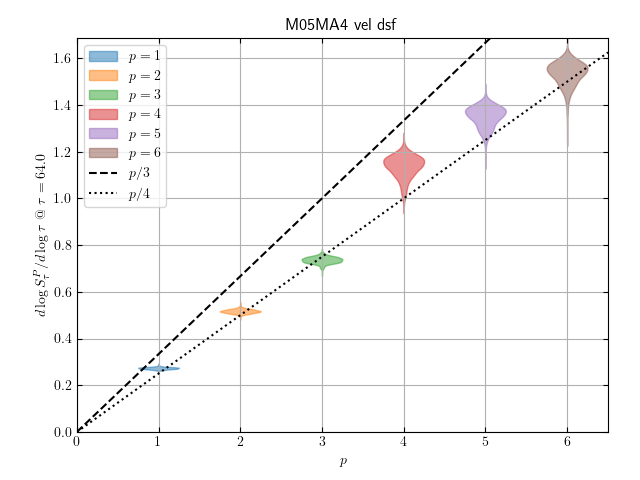 M05MA4 vel dsf
d log S_τ^P / d log τ @ τ = 64.0
1.6
1.4
1.2
1.0
0.8
0.6
0.4
0.2
0.0
p = 1
p = 2
p = 3
p = 4
p = 5
p = 6
p/3
p/4
0 1 2 3 4 5 6
p